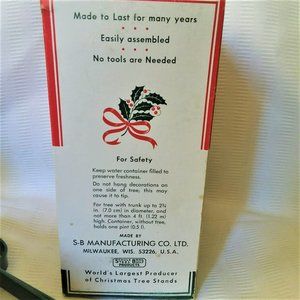 Made to Last for many years
Easily assembled
No tools are Needed
For Safety
Keep water container filled to
preserve freshness.
Do not hang decorations on
one side of tree; this may
cause tree to tip.
For tree with trunk up to 2¾
in. (7.0 cm) in diameter, and
not more than 4 ft. (1.22 m)
high. Container, without tree,
holds one pint (0.5 l).
MADE BY
S-B MANUFACTURING CO. LTD.
MILWAUKEE, WIS. 53226, U.S.A.
PRODUCTS
World's Largest Producer
of Christmas Tree Stands